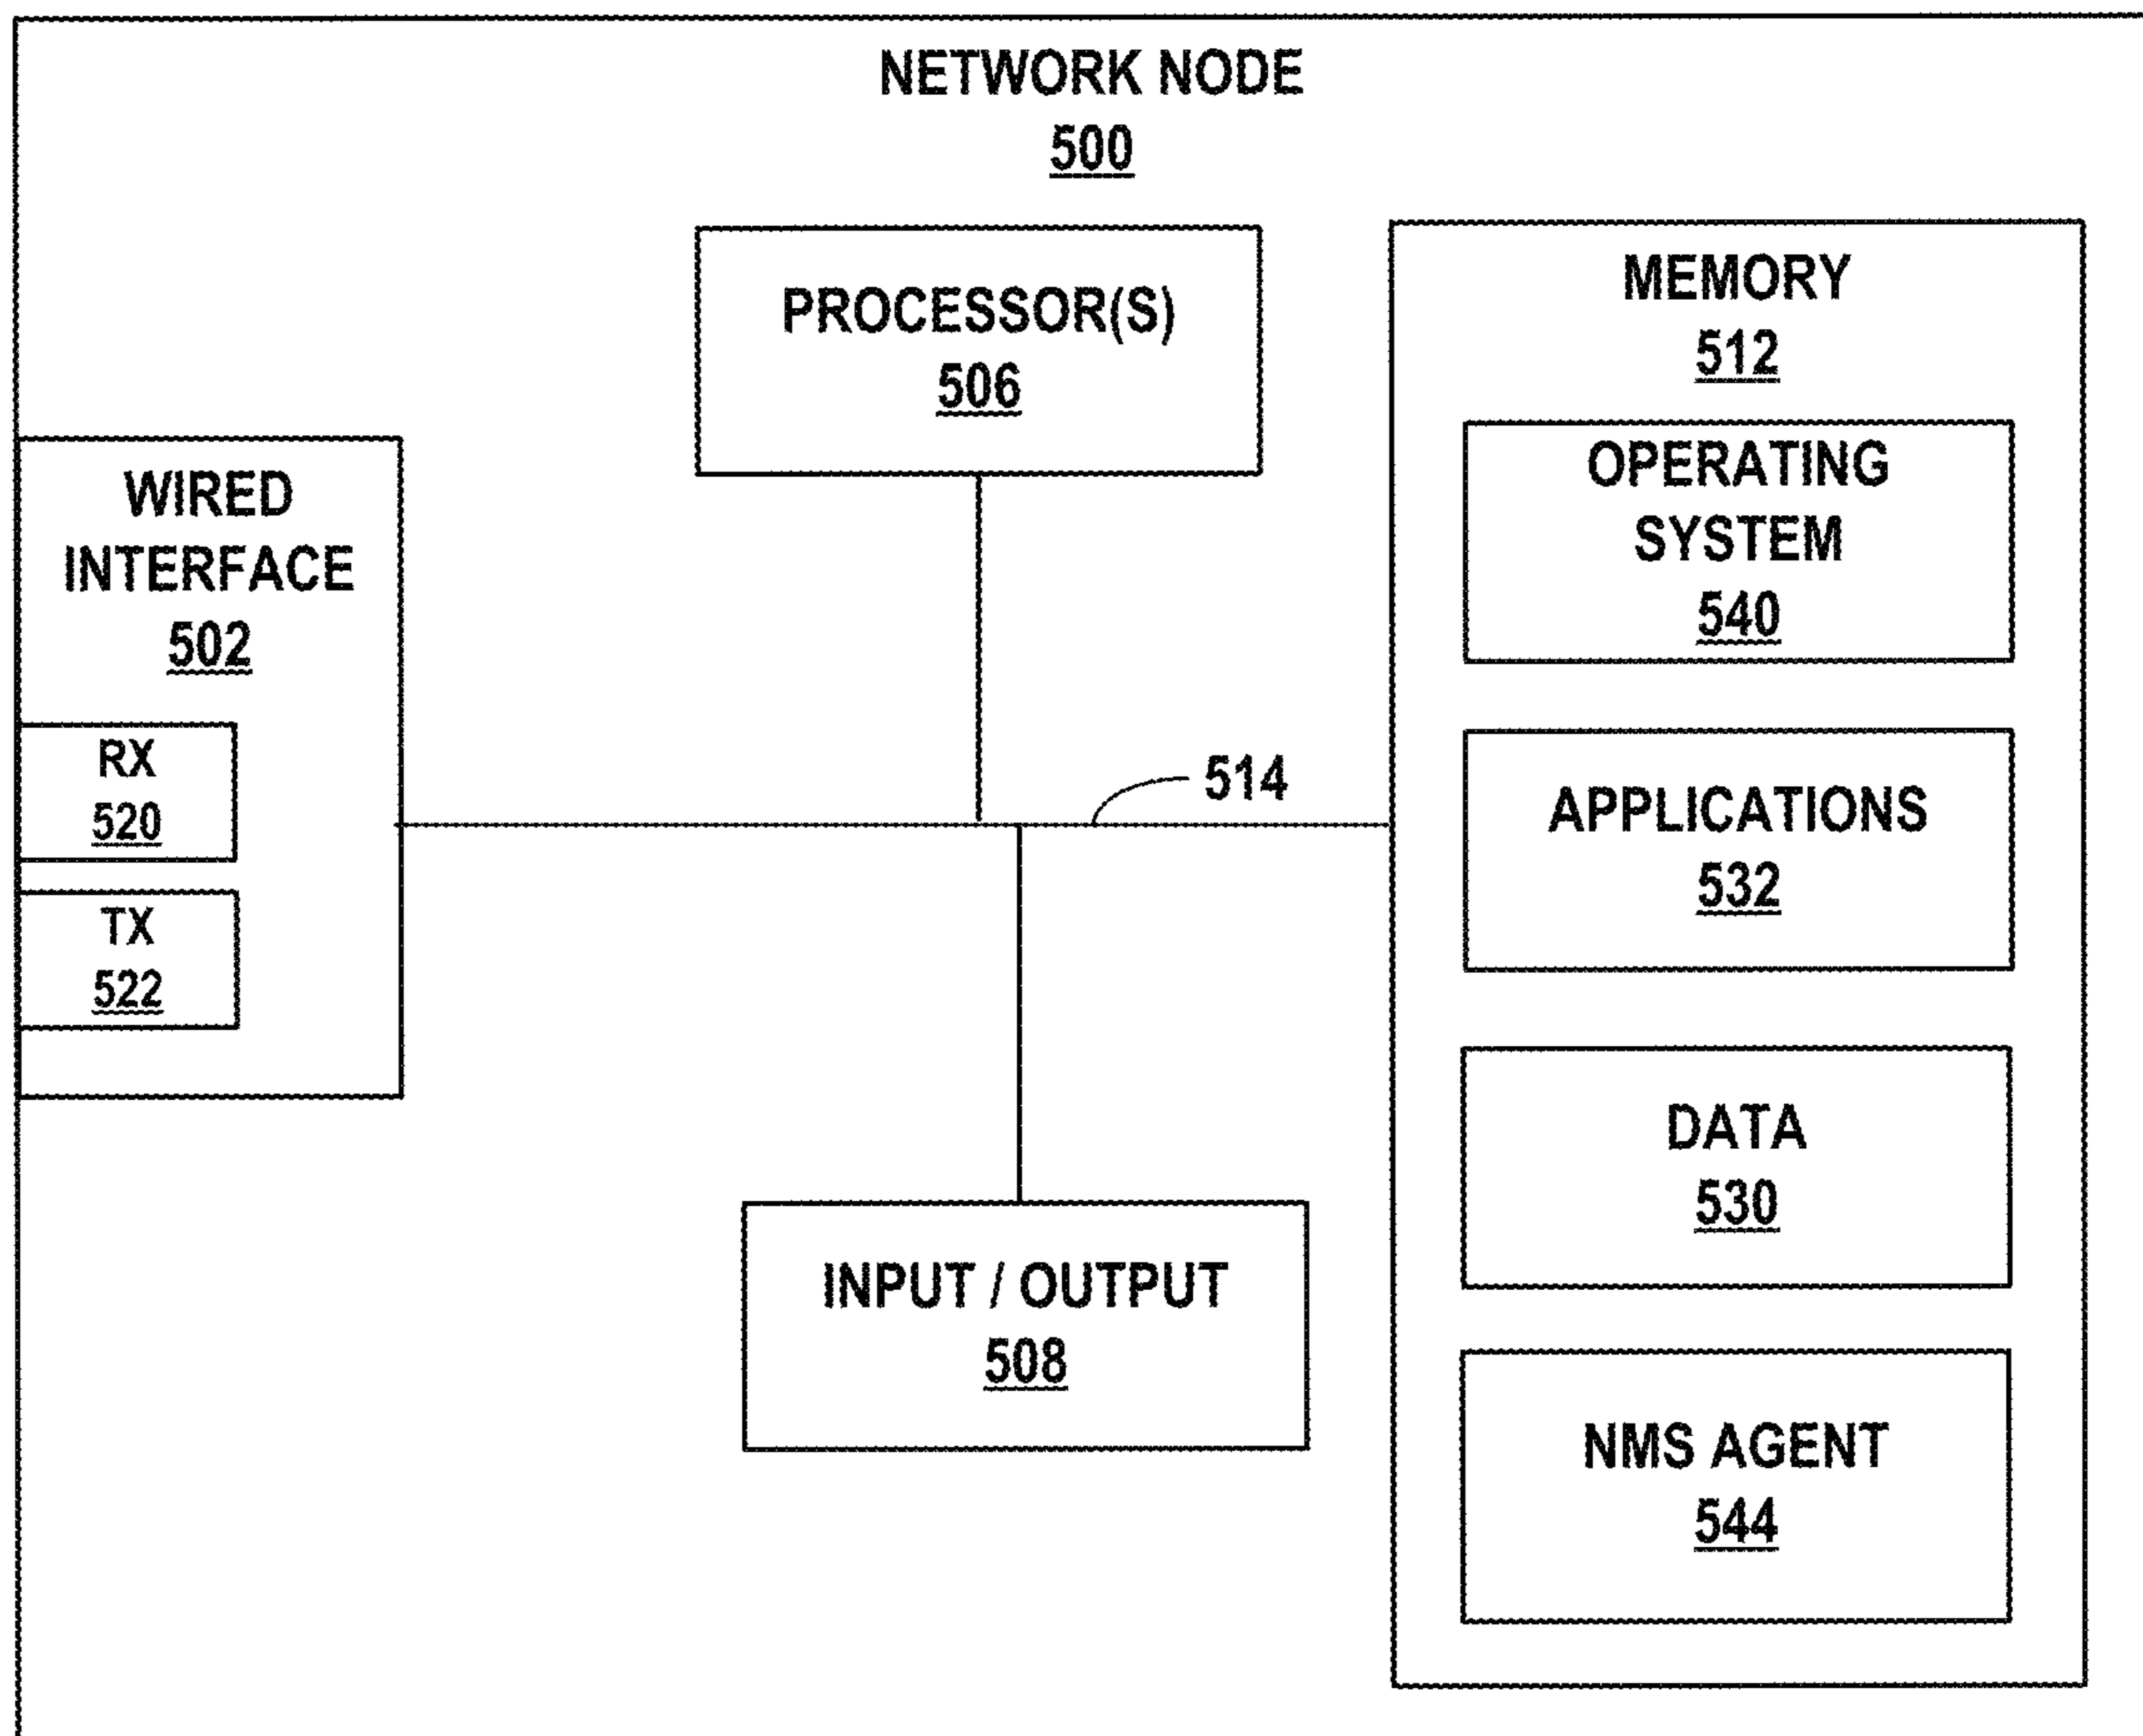 NETWORK NODE
500
PROCESSOR(S)
506
MEMORY
512
OPERATING
SYSTEM
540
WIRED
INTERFACE
502
RX
520
TX
522
514
APPLICATIONS
532
DATA
530
INPUT / OUTPUT
508
NMS AGENT
544